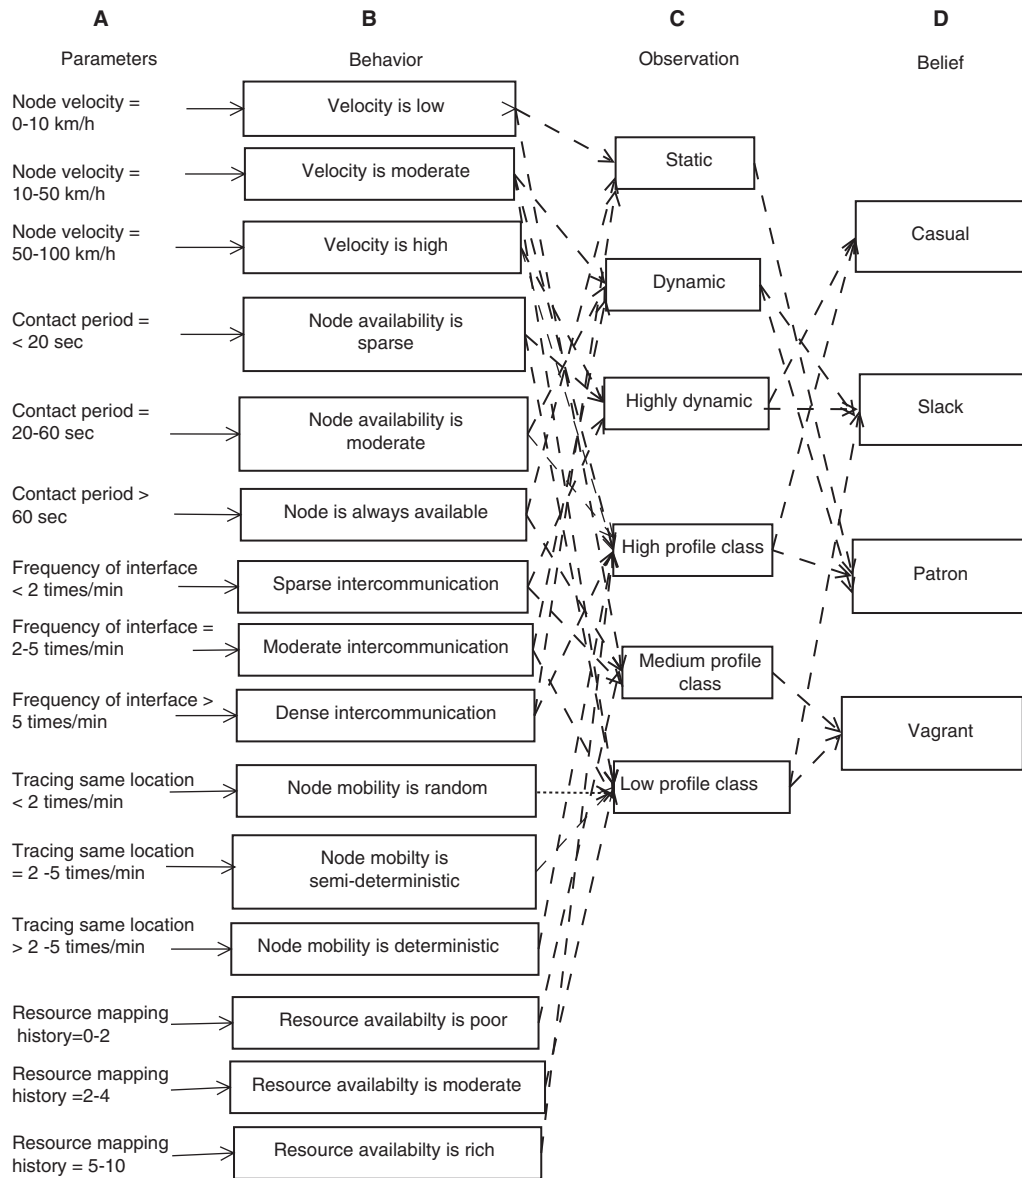 A
B
C
D
Parameters
Behavior
Observation
Belief
Node velocity =
0-10 km/h
Node velocity =
10-50 km/h
Node velocity =
50-100 km/h
Contact period =
< 20 sec
Contact period =
20-60 sec
Contact period >
60 sec
Frequency of interface
< 2 times/min
Frequency of interface =
2-5 times/min
Frequency of interface >
5 times/min
Tracing same location
< 2 times/min
Tracing same location
= 2 -5 times/min
Tracing same location
> 2 -5 times/min
Resource mapping
history=0-2
Resource mapping
history =2-4
Resource mapping
history = 5-10
Velocity is low
Velocity is moderate
Velocity is high
Node availability is
sparse
Node availability is
moderate
Node is always available
Sparse intercommunication
Moderate intercommunication
Dense intercommunication
Node mobility is random
Node mobilty is
semi-deterministic
Node mobility is deterministic
Resource availabilty is poor
Resource availabilty is moderate
Resource availabilty is rich
Static
Dynamic
Highly dynamic
High profile class
Medium profile
class
Low profile class
Casual
Slack
Patron
Vagrant